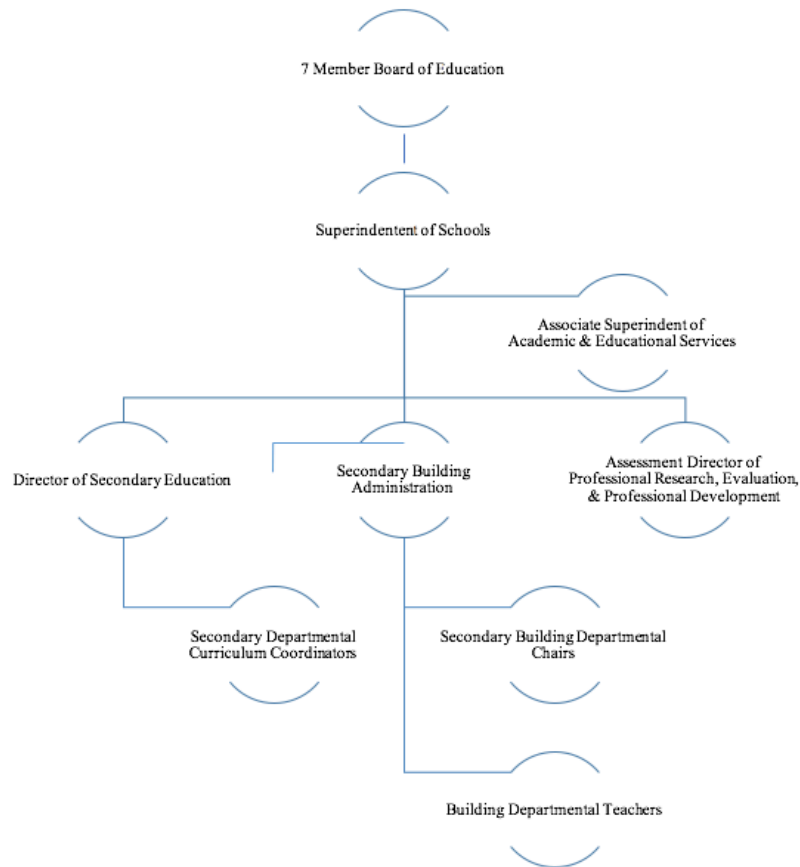 7 Member Board of Education
Superindentent of Schools
Associate Superindent of
Academic & Educational Services
Director of Secondary Education
Secondary Building
Administration
Assessment Director of
Professional Research, Evaluation,
& Professional Development
Secondary Departmental
Curriculum Coordinators
Secondary Building Departmental
Chairs
Building Departmental Teachers